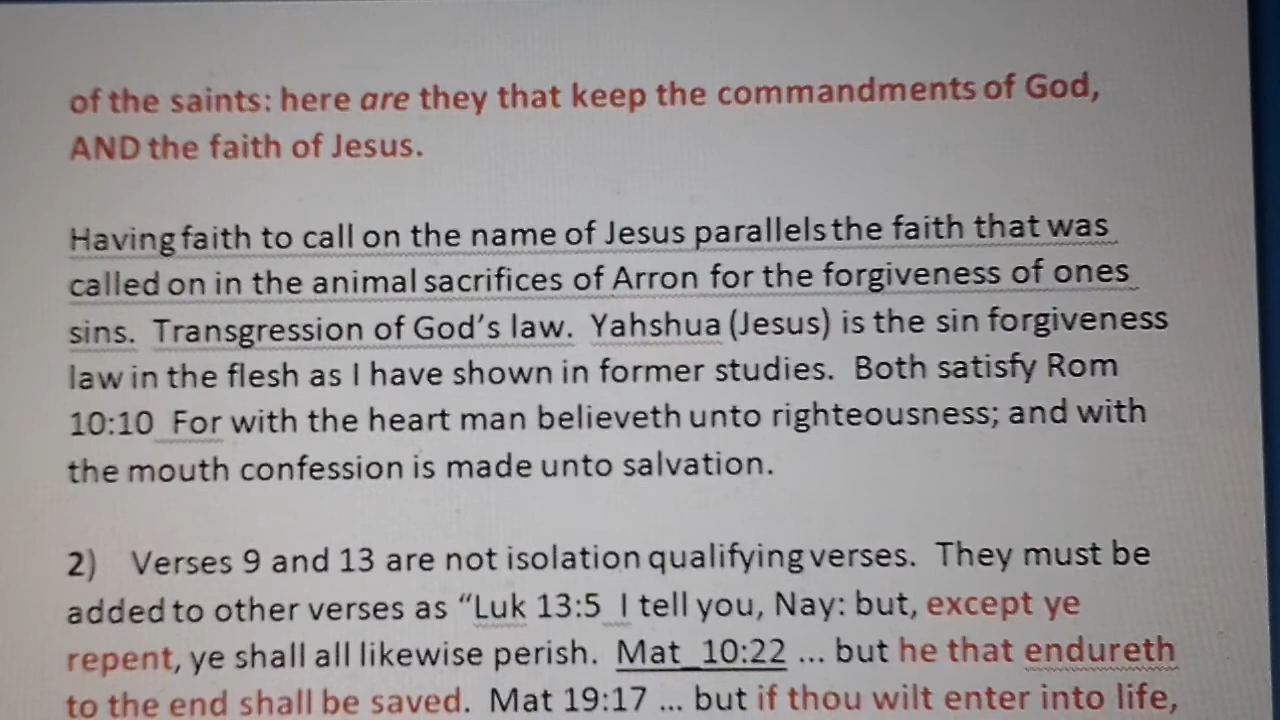 of the saints: here are they that keep the commandments of God,
AND the faith of Jesus.
Having faith to call on the name of Jesus parallels the faith that was
called on in the animal sacrifices of Arron for the forgiveness of ones
sins. Transgression of God's law. Yahshua (Jesus) is the sin forgiveness
law in the flesh as I have shown in former studies. Both satisfy Rom
10:10 For with the heart man believeth unto righteousness; and with
the mouth confession is made unto salvation.
2) Verses 9 and 13 are not isolation qualifying verses. They must be
added to other verses as “Luk 13:5 I tell you, Nay: but, except ye
repent, ye shall all likewise perish. Mat 10:22 ... but he that endureth
to the end shall be saved. Mat 19:17 ... but if thou wilt enter into life,